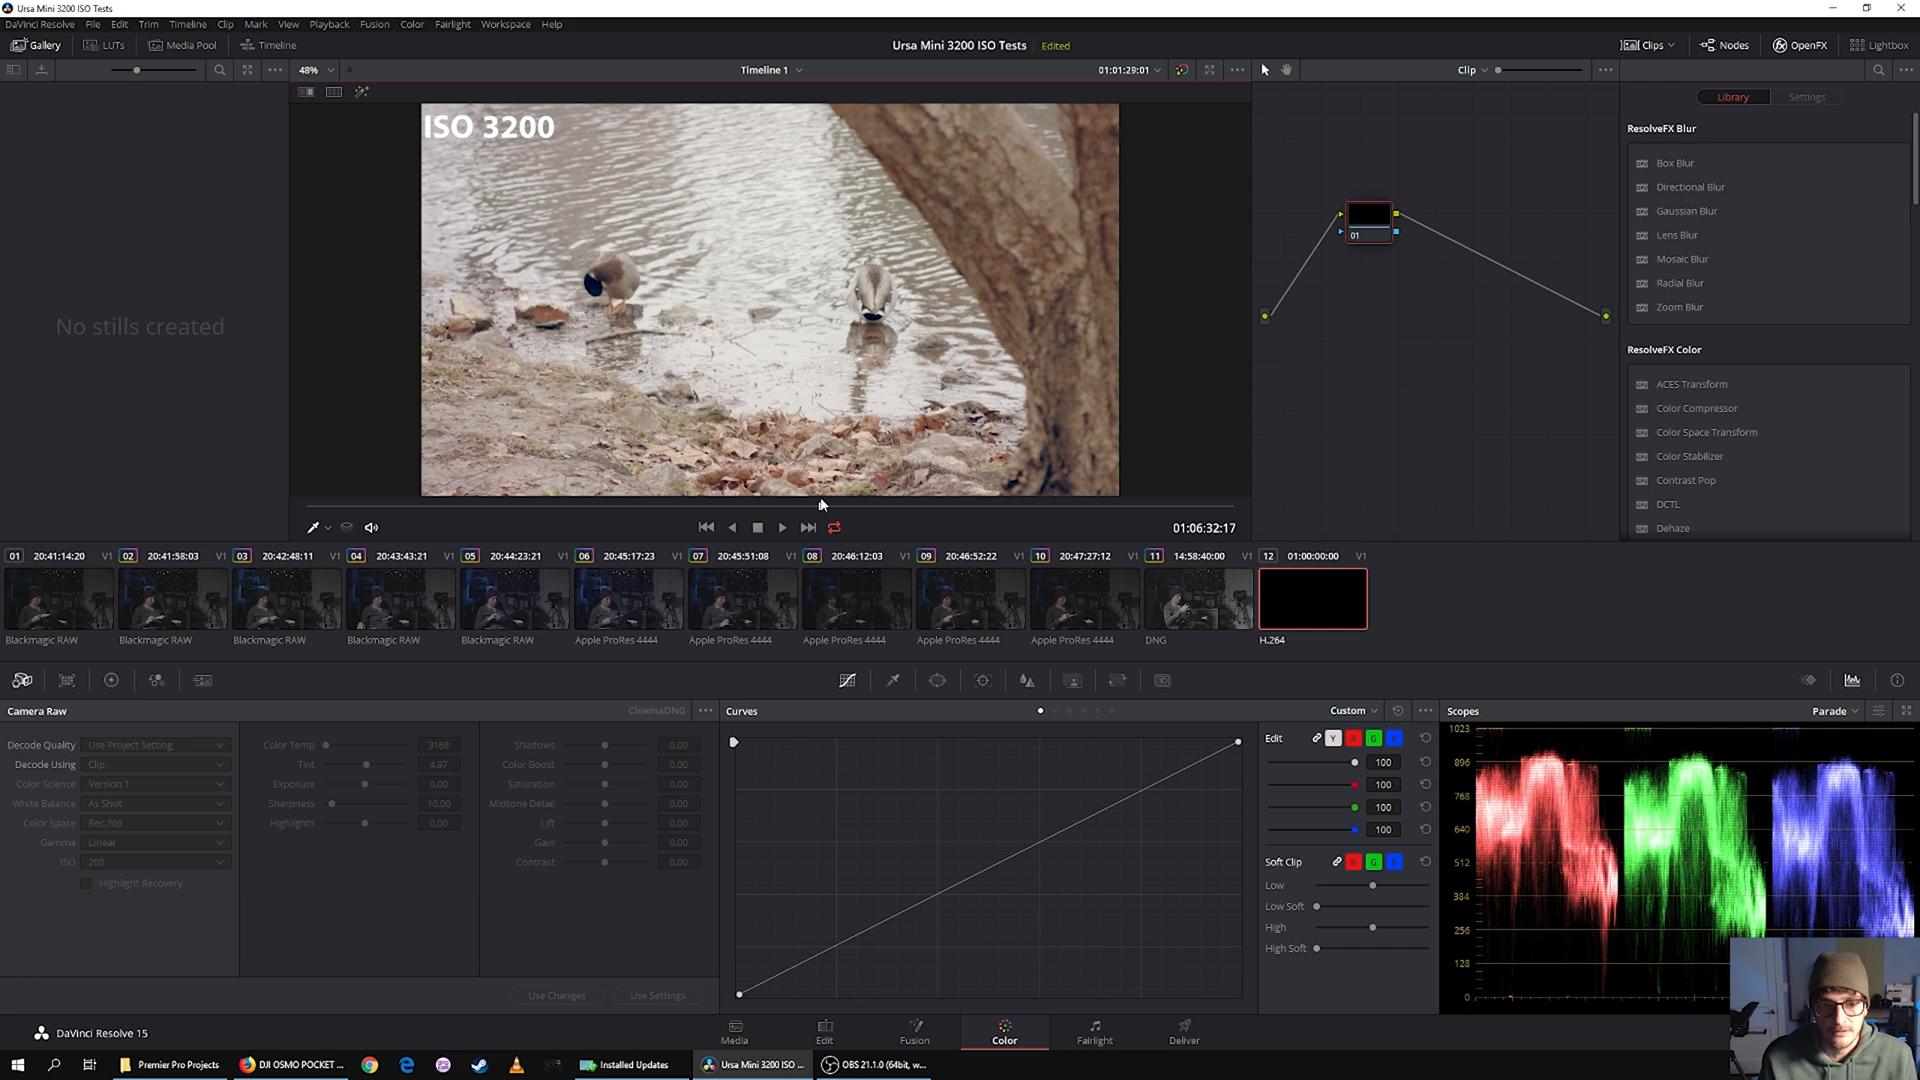 Ursa Mini 3200 ISO Tests
DaVinci Resolve File Edit Trim Timeline Clip Mark View Playback Fusion Color Fairlight Workspace Help
Gallery LUTs Media Pool Timeline Ursa Mini 3200 ISO Tests Edited Clips Nodes OpenFX Lightbox
48% Timeline 1 01:01:29:01 Clip
Library Settings
ISO 3200
ResolveFX Blur
Box Blur
Directional Blur
Gaussian Blur
Lens Blur
Mosaic Blur
Radial Blur
Zoom Blur
ResolveFX Color
ACES Transform
Color Compressor
Color Space Transform
Color Stabilizer
Contrast Pop
DCTL
Dehaze
01
No stills created
01:06:32:17
01 20:41:14:20 V1 02 20:41:58:03 V1 03 20:42:48:11 V1 04 20:43:43:21 V1 05 20:44:23:21 V1 06 20:45:17:23 V1 07 20:45:51:08 V1 08 20:46:12:03 V1 09 20:46:52:22 V1 10 20:47:27:12 V1 11 14:58:40:00 V1 12 01:00:00:00 V1
Blackmagic RAW Blackmagic RAW Blackmagic RAW Blackmagic RAW Blackmagic RAW Apple ProRes 4444 Apple ProRes 4444 Apple ProRes 4444 Apple ProRes 4444 Apple ProRes 4444 DNG H.264
Camera Raw CinemaDNG Curves Custom Scopes Parade
Decode Quality Use Project Setting Color Temp 3168 Shadows 0.00
Decode Using Clip Tint 4.97 Color Boost 0.00
Color Science Version 1 Exposure 0.00 Saturation 0.00
White Balance As Shot Sharpness 10.00 Midtone Detail 0.00
Color Space Rec.709 Highlights 0.00 Lift 0.00
Gamma Linear Gain 0.00
ISO 200 Contrast 0.00
Highlight Recovery
Use Changes Use Settings
Edit Y R G B
100
100
100
100
Soft Clip R G B
Low
Low Soft
High
High Soft
1023
896
768
640
512
384
256
128
0
DaVinci Resolve 15 Media Edit Fusion Color Fairlight Deliver
Premier Pro Projects DJI OSMO POCKET ... Installed Updates Ursa Mini 3200 ISO ... OBS 21.1.0 (64bit, w...